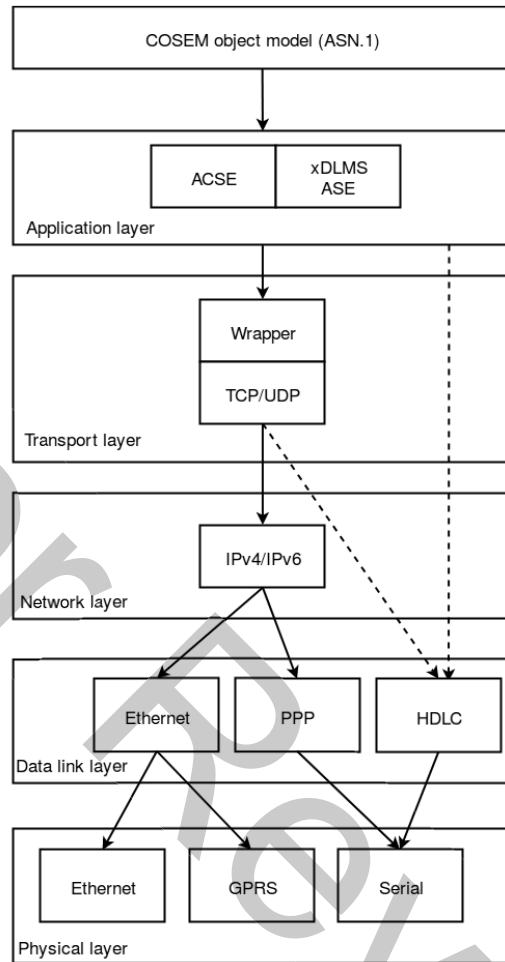 COSEM object model (ASN.1)
ACSE
xDLMS
ASE
Application layer
Wrapper
TCP/UDP
Transport layer
IPv4/IPv6
Network layer
Ethernet
PPP
HDLC
Data link layer
Ethernet
GPRS
Serial
Physical layer